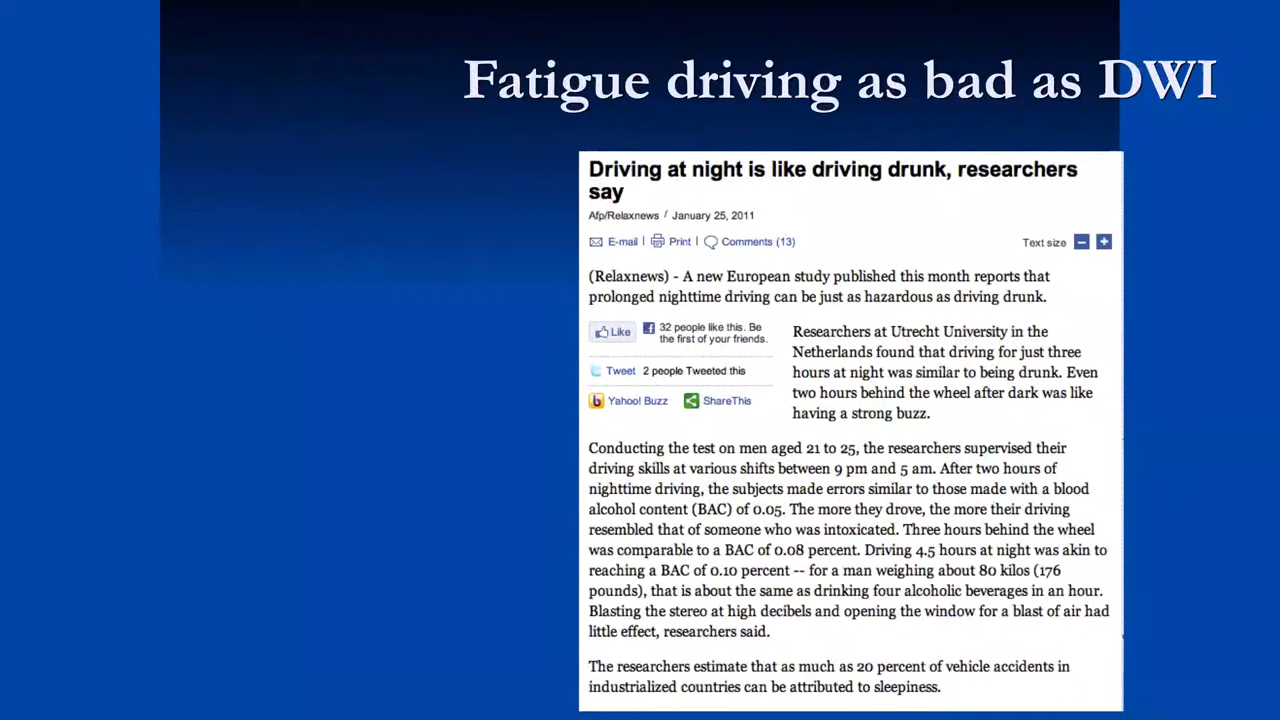 Fatigue driving as bad as DWI
Driving at night is like driving drunk, researchers
say
Afp/Relaxnews / January 25, 2011
E-mail | Print | Comments (13)
Text size − +
(Relaxnews) - A new European study published this month reports that
prolonged nighttime driving can be just as hazardous as driving drunk.
Like
32 people like this. Be
the first of your friends.
Tweet 2 people Tweeted this
Yahoo! Buzz ShareThis
Researchers at Utrecht University in the
Netherlands found that driving for just three
hours at night was similar to being drunk. Even
two hours behind the wheel after dark was like
having a strong buzz.
Conducting the test on men aged 21 to 25, the researchers supervised their
driving skills at various shifts between 9 pm and 5 am. After two hours of
nighttime driving, the subjects made errors similar to those made with a blood
alcohol content (BAC) of 0.05. The more they drove, the more their driving
resembled that of someone who was intoxicated. Three hours behind the wheel
was comparable to a BAC of 0.08 percent. Driving 4.5 hours at night was akin to
reaching a BAC of 0.10 percent -- for a man weighing about 80 kilos (176
pounds), that is about the same as drinking four alcoholic beverages in an hour.
Blasting the stereo at high decibels and opening the window for a blast of air had
little effect, researchers said.
The researchers estimate that as much as 20 percent of vehicle accidents in
industrialized countries can be attributed to sleepiness.